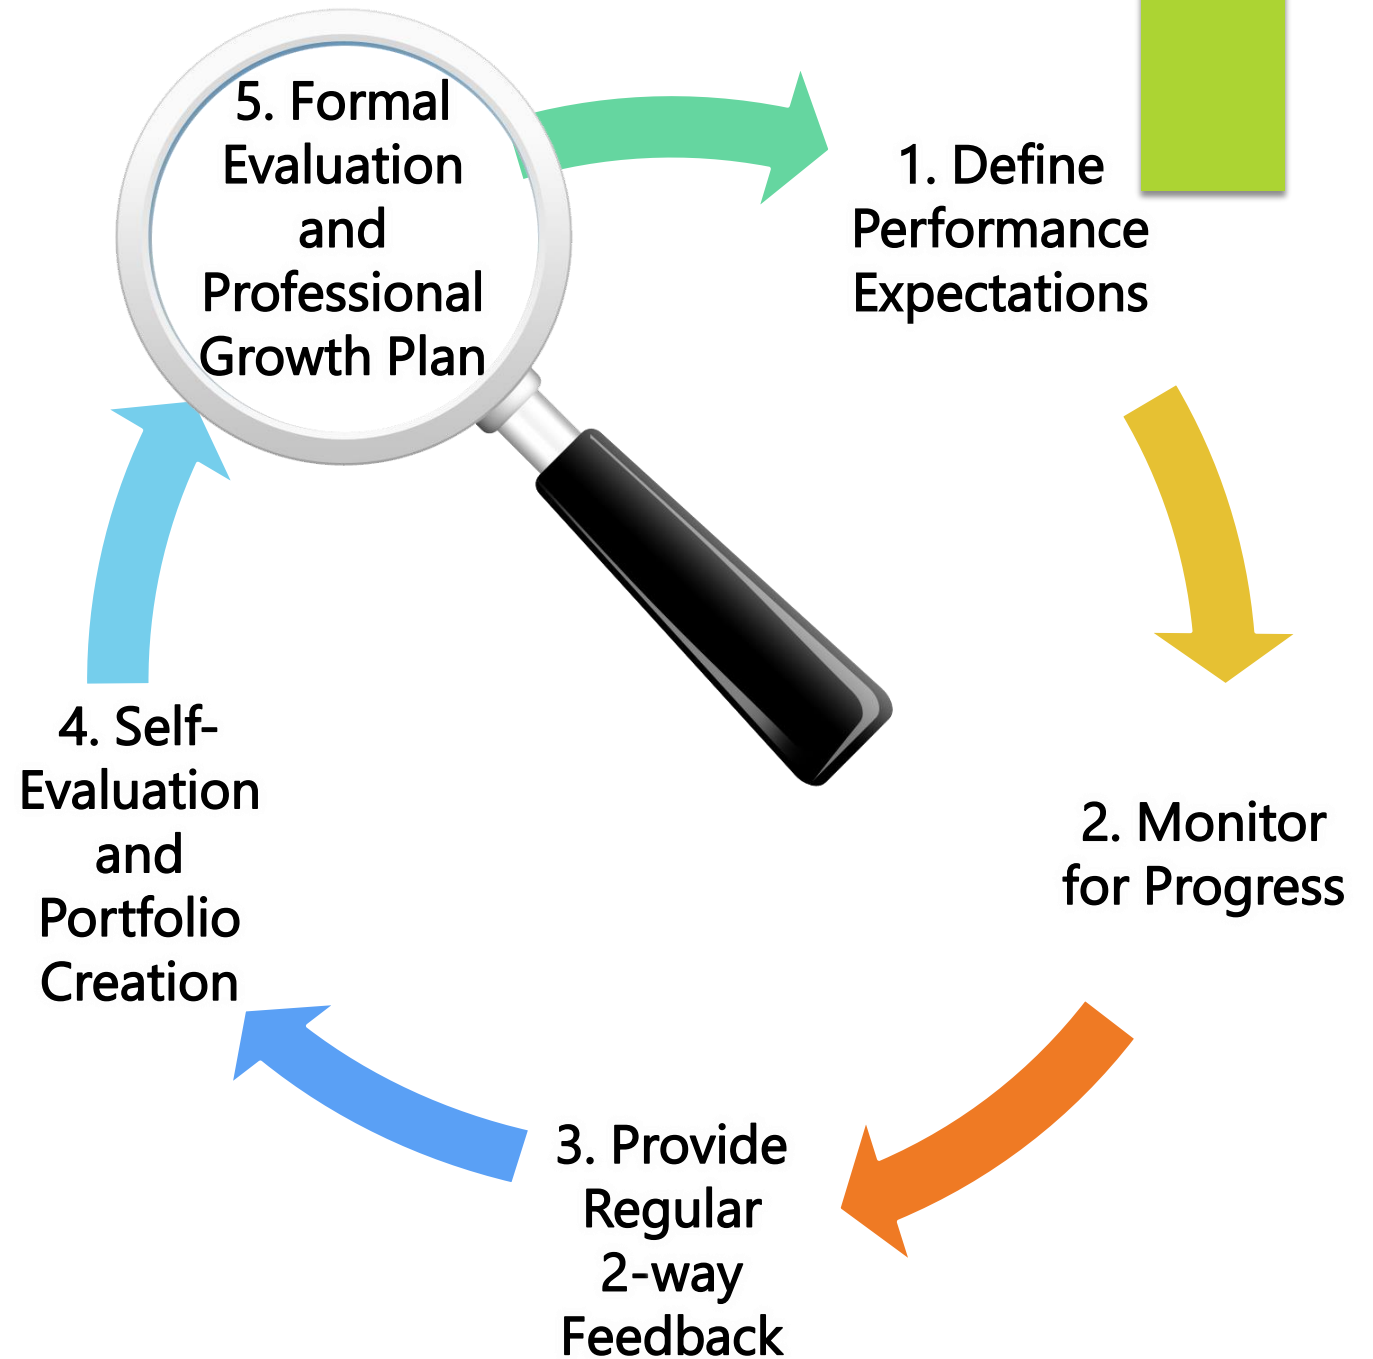 5. Formal
Evaluation
and
Professional
Growth Plan
1. Define
Performance
Expectations
2. Monitor
for Progress
3. Provide
Regular
2-way
Feedback
4. Self-
Evaluation
and
Portfolio
Creation